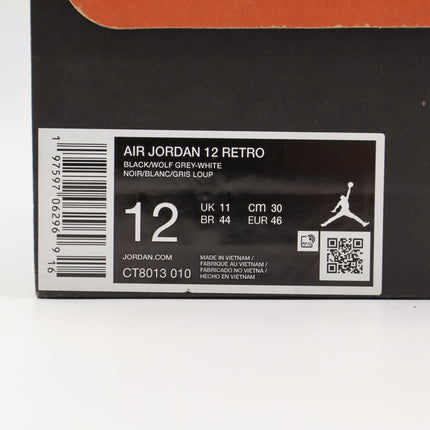 AIR JORDAN 12 RETRO
BLACK/WOLF GREY-WHITE
NOIR/BLANC/GRIS LOUP
12
UK 11 CM 30
BR 44 EUR 46
JORDAN.COM
CT8013 010
MADE IN VIETNAM /
FABRIQUE AU VIETNAM /
FABRICADO NO VIETNA /
HECHO EN VIETNAM
1 97597 06296 9 16